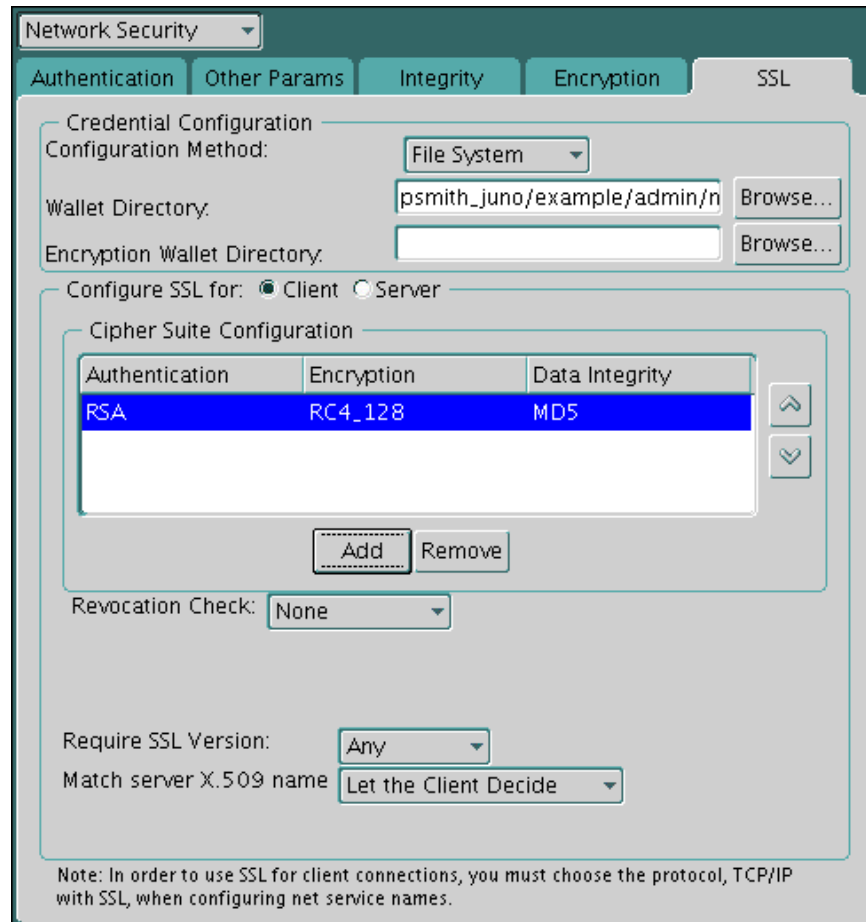 Network Security
Authentication Other Params Integrity Encryption SSL
Credential Configuration
Configuration Method: File System
Wallet Directory: psmith_juno/example/admin/n Browse...
Encryption Wallet Directory: Browse...
Configure SSL for: Client Server
Cipher Suite Configuration
Authentication Encryption Data Integrity
RSA RC4_128 MD5
Add Remove
Revocation Check: None
Require SSL Version: Any
Match server X.509 name Let the Client Decide
Note: In order to use SSL for client connections, you must choose the protocol, TCP/IP
with SSL, when configuring net service names.